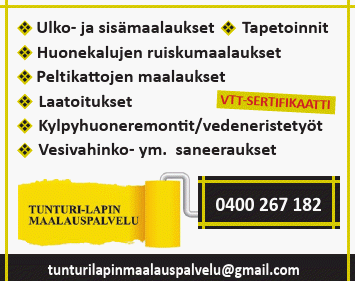 Ulko- ja sisämaalaukset Tapetoinnit
Huonekalujen ruiskumaalaukset
Peltikattojen maalaukset
Laatoitukset
VTT-SERTIFIKAATTI
Kylpyhuoneremontit/vedeneristetyöt
Vesivahinko- ym. saneeraukset
TUNTURI-LAPIN
MAALAUSPALVELU
0400 267 182
tunturilapinmaalauspalvelu@gmail.com